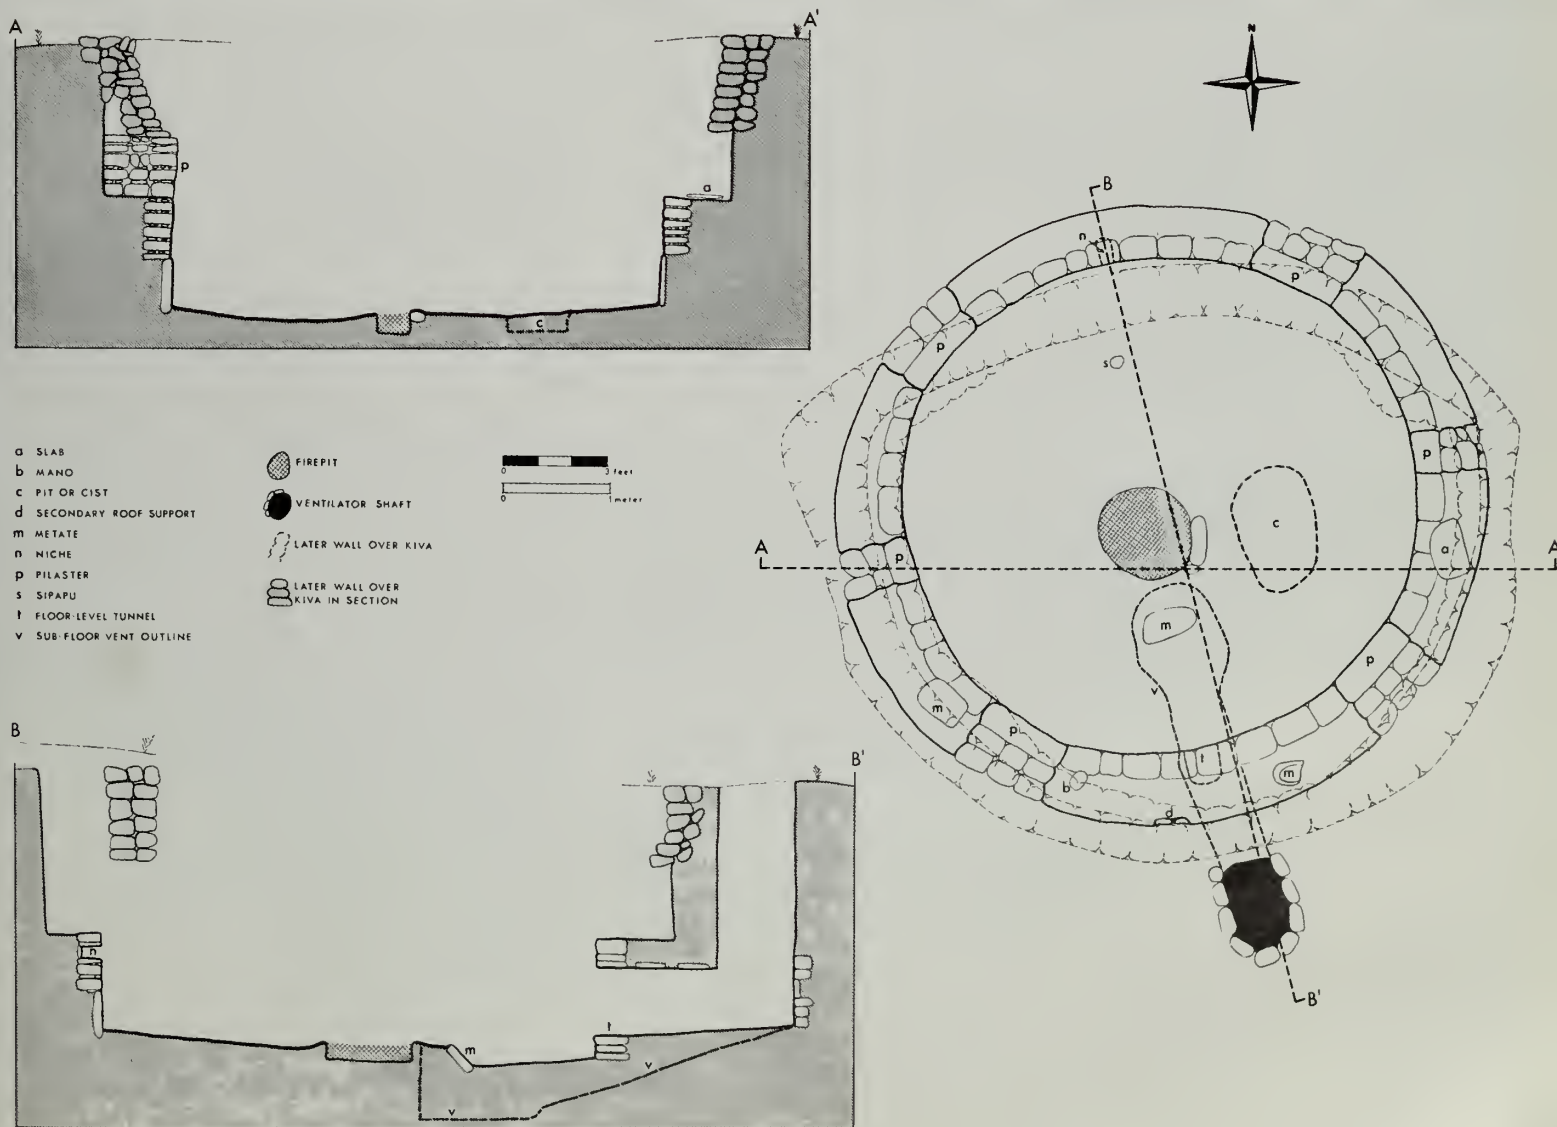 A
A'
p
a
c
a SLAB
b MANO
c PIT OR CIST
d SECONDARY ROOF SUPPORT
m METATE
n NICHE
p PILASTER
s SIPAPU
t FLOOR-LEVEL TUNNEL
v SUB-FLOOR VENT OUTLINE
FIREPIT
VENTILATOR SHAFT
LATER WALL OVER KIVA
LATER WALL OVER
KIVA IN SECTION
0 3 feet
0 1 meter
B
B'
n
t
m
v
v
N
B
n
p
p
s
p
c
a
A
A
p
m
v
p
m
p
t
b
m
d
B'